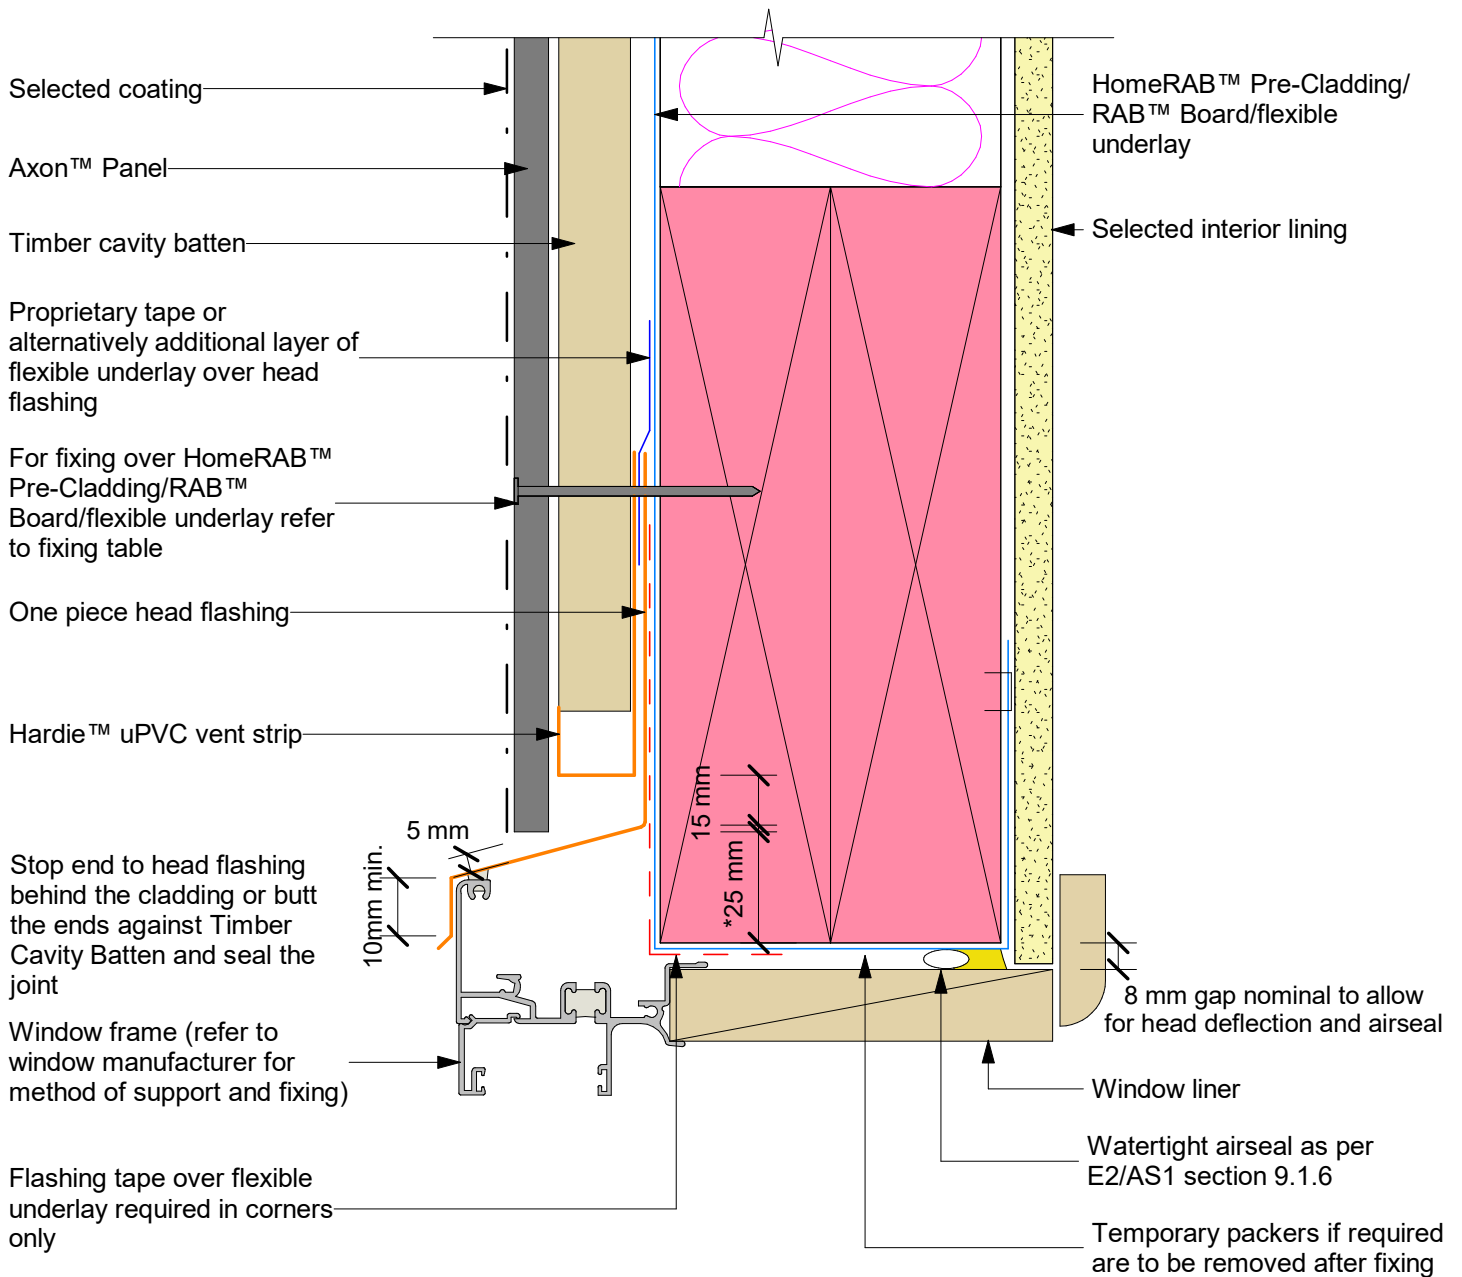 Selected coating
Axon™ Panel
Timber cavity batten
Proprietary tape or
alternatively additional layer of
flexible underlay over head
flashing
For fixing over HomeRAB™
Pre-Cladding/RAB™
Board/flexible underlay refer
to fixing table
One piece head flashing
Hardie™ uPVC vent strip
Stop end to head flashing
behind the cladding or butt
the ends against Timber
Cavity Batten and seal the
joint
Window frame (refer to
window manufacturer for
method of support and fixing)
Flashing tape over flexible
underlay required in corners
only
5 mm
10mm min.
15 mm
*25 mm
HomeRAB™ Pre-Cladding/
RAB™ Board/flexible
underlay
Selected interior lining
8 mm gap nominal to allow
for head deflection and airseal
Window liner
Watertight airseal as per
E2/AS1 section 9.1.6
Temporary packers if required
are to be removed after fixing